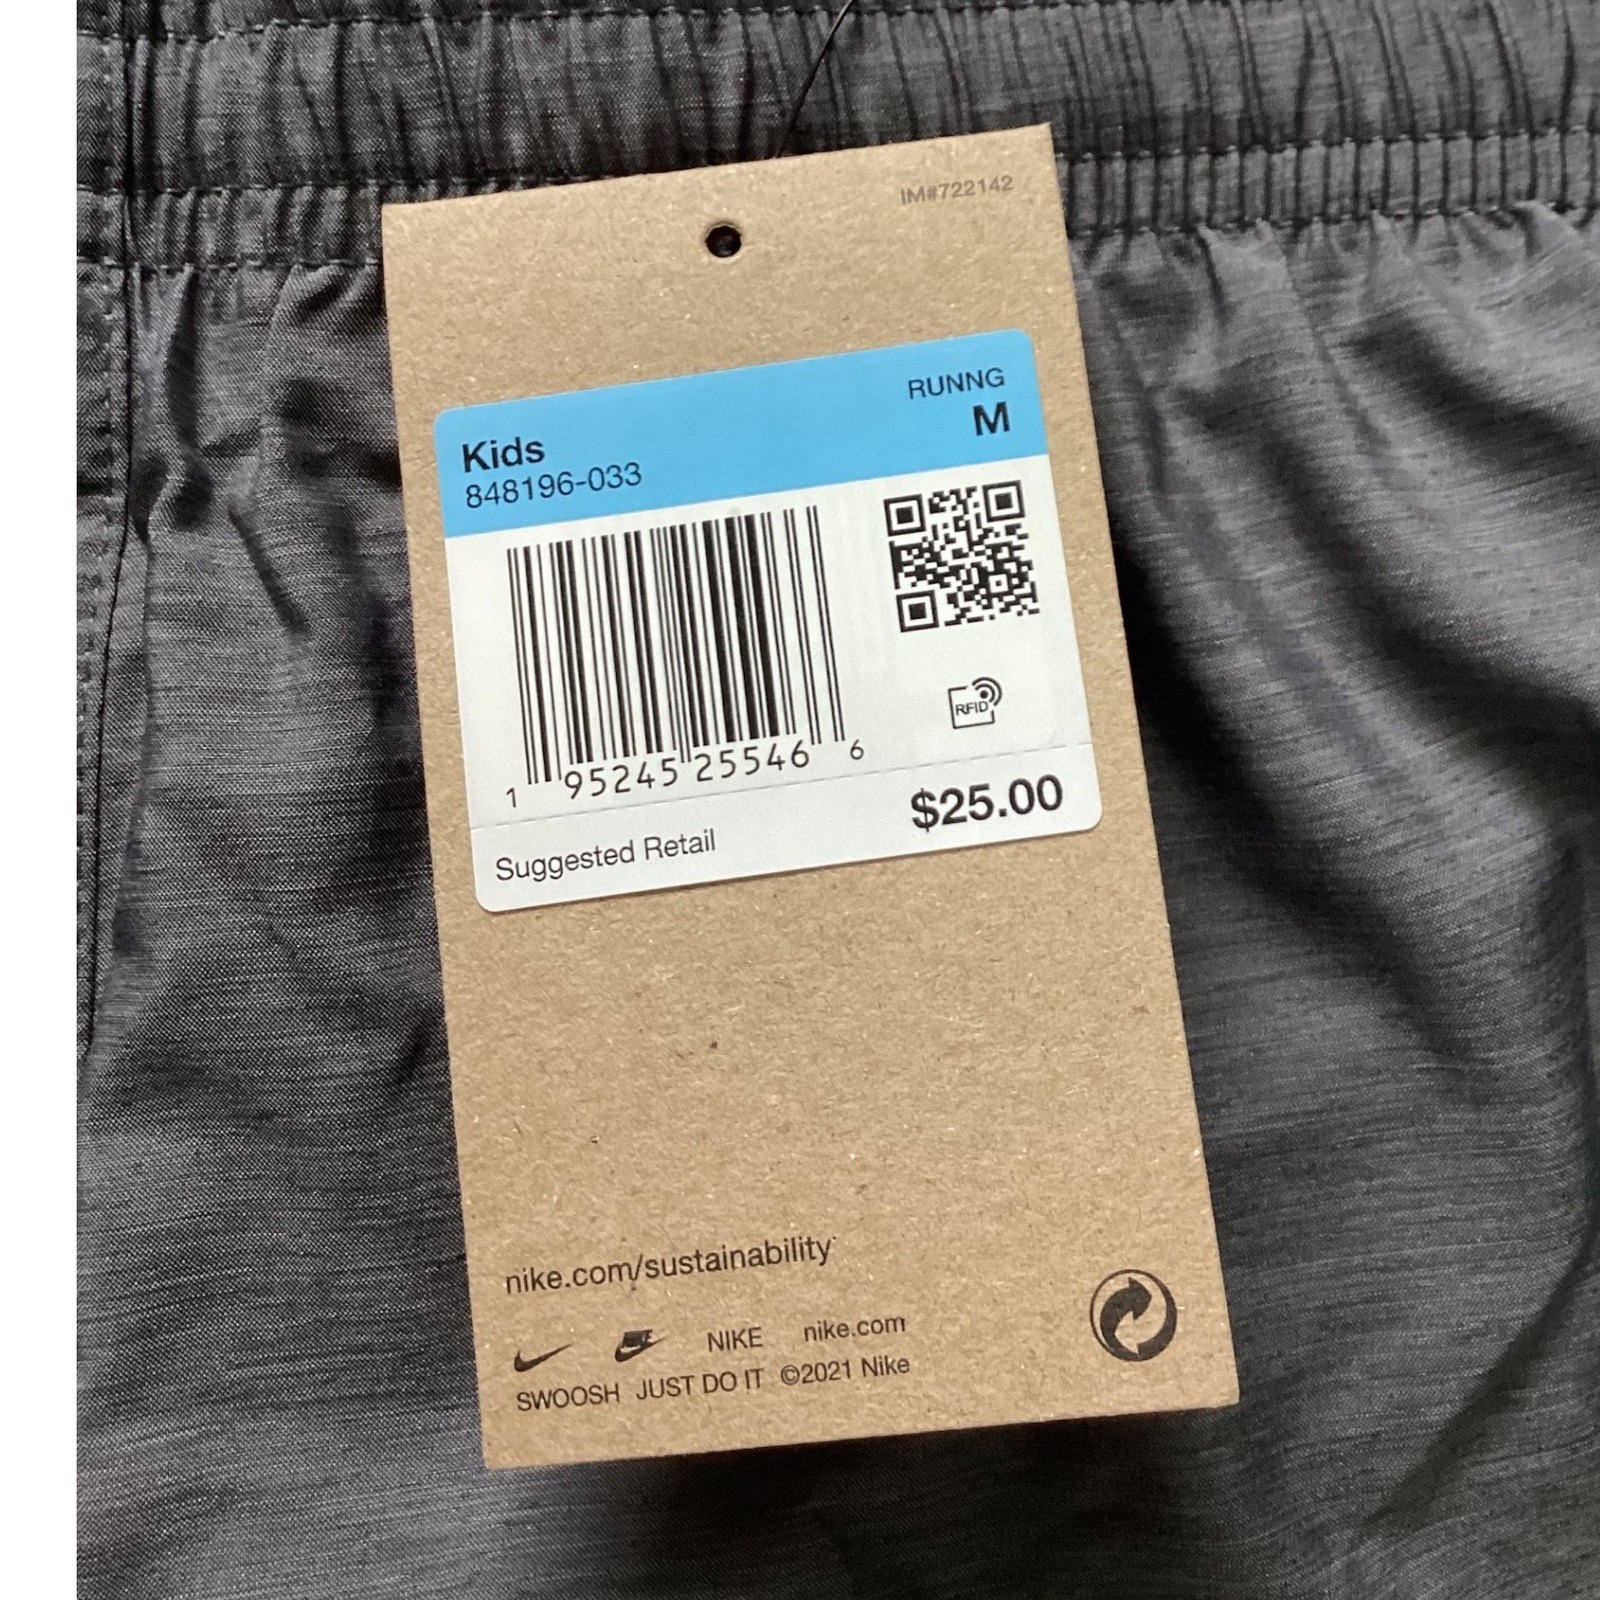 IM#722142
RUNNG
Kids M
848196-033
RFID
1 95245 25546 6
$25.00
Suggested Retail
nike.com/sustainability
NIKE nike.com
SWOOSH JUST DO IT ©2021 Nike